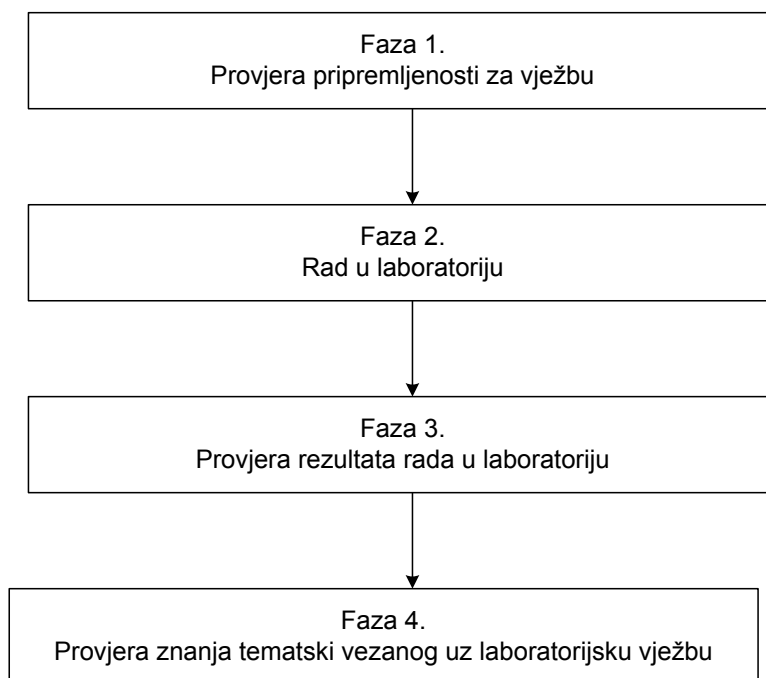 Faza 1.
Provjera pripremljenosti za vježbu
Faza 2.
Rad u laboratoriju
Faza 3.
Provjera rezultata rada u laboratoriju
Faza 4.
Provjera znanja tematski vezanog uz laboratorijsku vježbu